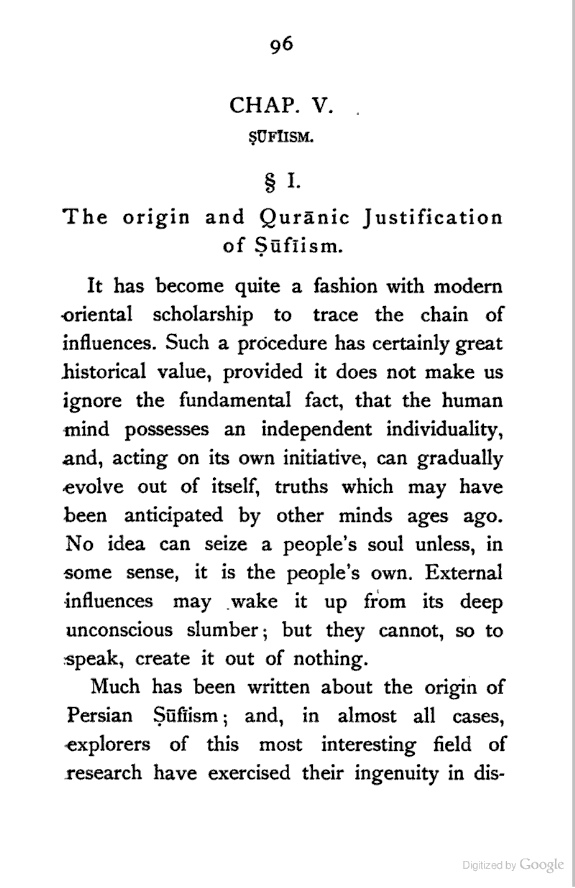 96
CHAP. V.
ṢŪFĪISM.
§ I.
The origin and Qurānic Justification
of Ṣūfīism.
It has become quite a fashion with modern
oriental scholarship to trace the chain of
influences. Such a procedure has certainly great
historical value, provided it does not make us
ignore the fundamental fact, that the human
mind possesses an independent individuality,
and, acting on its own initiative, can gradually
evolve out of itself, truths which may have
been anticipated by other minds ages ago.
No idea can seize a people's soul unless, in
some sense, it is the people's own. External
influences may wake it up from its deep
unconscious slumber; but they cannot, so to
speak, create it out of nothing.
Much has been written about the origin of
Persian Ṣūfīism; and, in almost all cases,
explorers of this most interesting field of
research have exercised their ingenuity in dis-
Digitized by Google